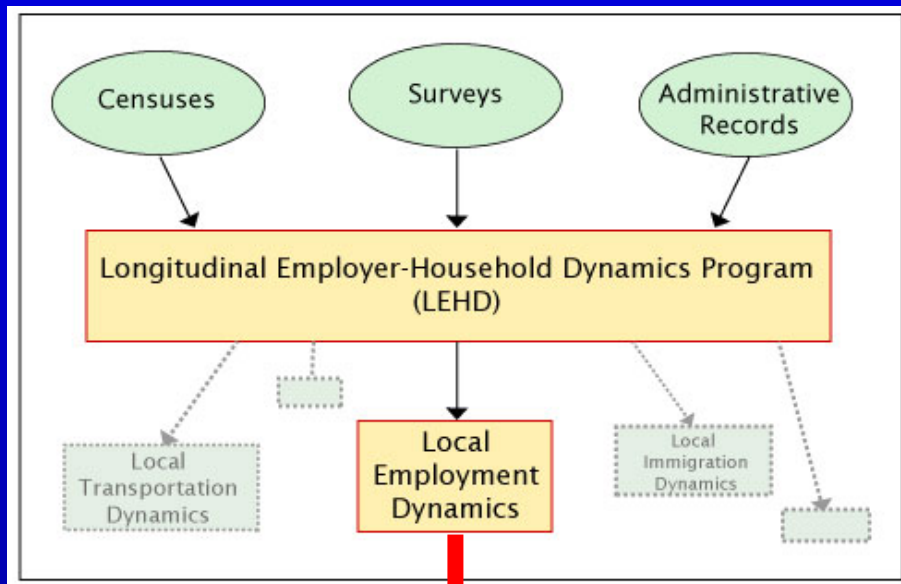 Censuses
Surveys
Administrative
Records
Longitudinal Employer-Household Dynamics Program
(LEHD)
Local
Transportation
Dynamics
Local
Employment
Dynamics
Local
Immigration
Dynamics